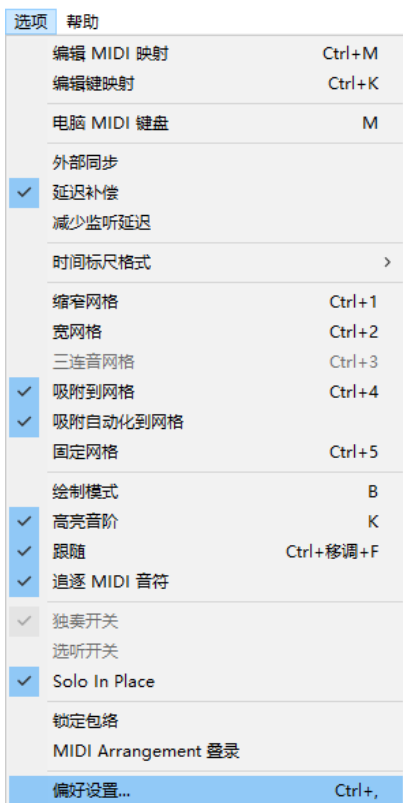 选项 帮助
编辑 MIDI 映射 Ctrl+M
编辑键映射 Ctrl+K
电脑 MIDI 键盘 M
外部同步
延迟补偿
减少监听延迟
时间标尺格式
缩窄网格 Ctrl+1
宽网格 Ctrl+2
三连音网格 Ctrl+3
吸附到网格 Ctrl+4
吸附自动化到网格
固定网格 Ctrl+5
绘制模式 B
高亮音阶 K
跟随 Ctrl+移调+F
追逐 MIDI 音符
独奏开关
选听开关
Solo In Place
锁定包络
MIDI Arrangement 叠录
偏好设置... Ctrl+,